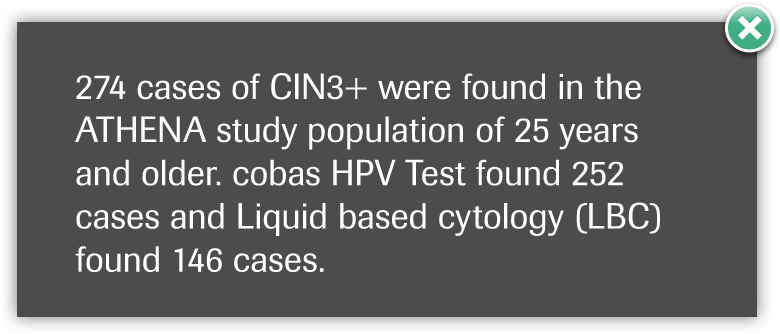 274 cases of CIN3+ were found in the
ATHENA study population of 25 years
and older. cobas HPV Test found 252
cases and Liquid based cytology (LBC)
found 146 cases.